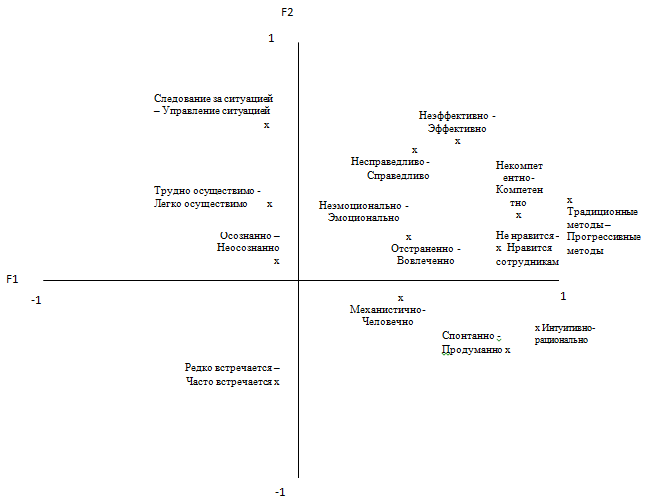 F2
1
Следование за ситуацией
– Управление ситуацией
x
Неэффективно -
Эффективно
x
x
Несправедливо -
Справедливо
Некомпет
ентно-
Компетен
тно
x
Трудно осуществимо -
Легко осуществимо x
Неэмоционально -
Эмоционально
x
x
Традиционные
методы –
Прогрессивные
методы
Осознанно –
Неосознанно
x
Отстраненно -
Вовлеченно
Не нравится -
x Нравится
сотрудникам
F1
-1
1
x
Механистично-
Человечно
Спонтанно -
Продуманно x
x Интуитивно-
рационально
Редко встречается –
Часто встречается x
-1